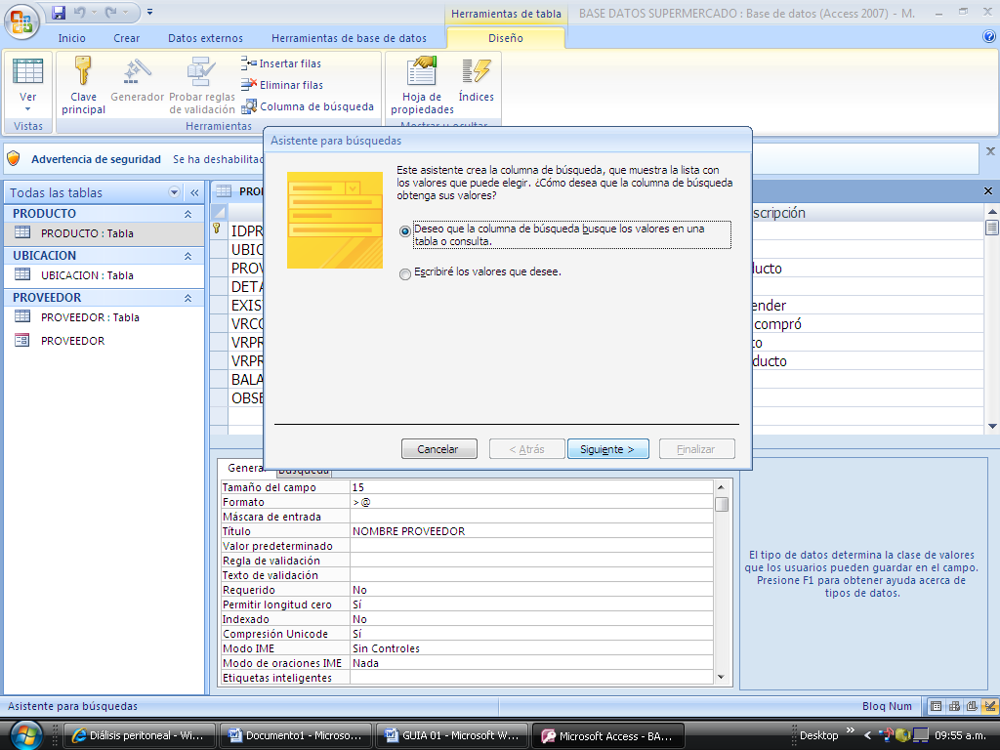 Herramientas de tabla
BASE DATOS SUPERMERCADO : Base de datos (Access 2007) - M.
Inicio
Crear
Datos externos
Herramientas de base de datos
Diseño
Ver
Vistas
Clave principal
Generador
Probar reglas de validación
Insertar filas
Eliminar filas
Columna de búsqueda
Herramientas
Hoja de propiedades
Índices
Mostrar u ocultar
Advertencia de seguridad
Se ha deshabilitac
Todas las tablas
PRODUCTO
PRODUCTO : Tabla
UBICACION
UBICACION : Tabla
PROVEEDOR
PROVEEDOR : Tabla
PROVEEDOR
PROI
scripción
IDPR
UBIC
PROV
ducto
DETA
EXIS
ender
VRCO
compró
VRPR
to
VRPR
ducto
BALA
OBSE
Asistente para búsquedas
Este asistente crea la columna de búsqueda, que muestra la lista con
los valores que puede elegir. ¿Cómo desea que la columna de búsqueda
obtenga sus valores?
Deseo que la columna de búsqueda busque los valores en una
tabla o consulta.
Escribiré los valores que desee.
Cancelar
< Atrás
Siguiente >
Finalizar
General
Búsqueda
Tamaño del campo 15
Formato >@
Máscara de entrada
Título NOMBRE PROVEEDOR
Valor predeterminado
Regla de validación
Texto de validación
Requerido No
Permitir longitud cero Sí
Indexado No
Compresión Unicode Sí
Modo IME Sin Controles
Modo de oraciones IME Nada
Etiquetas inteligentes
El tipo de datos determina la clase de valores
que los usuarios pueden guardar en el campo.
Presione F1 para obtener ayuda acerca de
tipos de datos.
Asistente para búsquedas
Bloq Num
Diálisis peritoneal - Wi...
Documento1 - Microso...
GUIA 01 - Microsoft W...
Microsoft Access - BA...
Desktop
09:55 a.m.